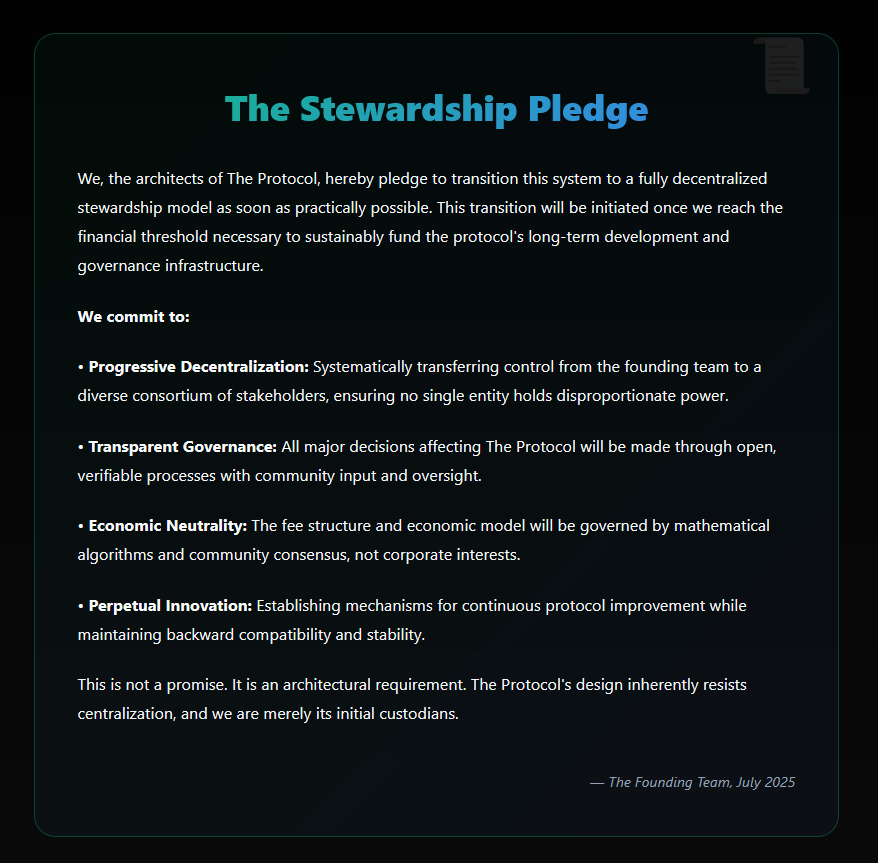 The Stewardship Pledge
We, the architects of The Protocol, hereby pledge to transition this system to a fully decentralized
stewardship model as soon as practically possible. This transition will be initiated once we reach the
financial threshold necessary to sustainably fund the protocol's long-term development and
governance infrastructure.
We commit to:
• Progressive Decentralization: Systematically transferring control from the founding team to a
diverse consortium of stakeholders, ensuring no single entity holds disproportionate power.
• Transparent Governance: All major decisions affecting The Protocol will be made through open,
verifiable processes with community input and oversight.
• Economic Neutrality: The fee structure and economic model will be governed by mathematical
algorithms and community consensus, not corporate interests.
• Perpetual Innovation: Establishing mechanisms for continuous protocol improvement while
maintaining backward compatibility and stability.
This is not a promise. It is an architectural requirement. The Protocol's design inherently resists
centralization, and we are merely its initial custodians.
— The Founding Team, July 2025